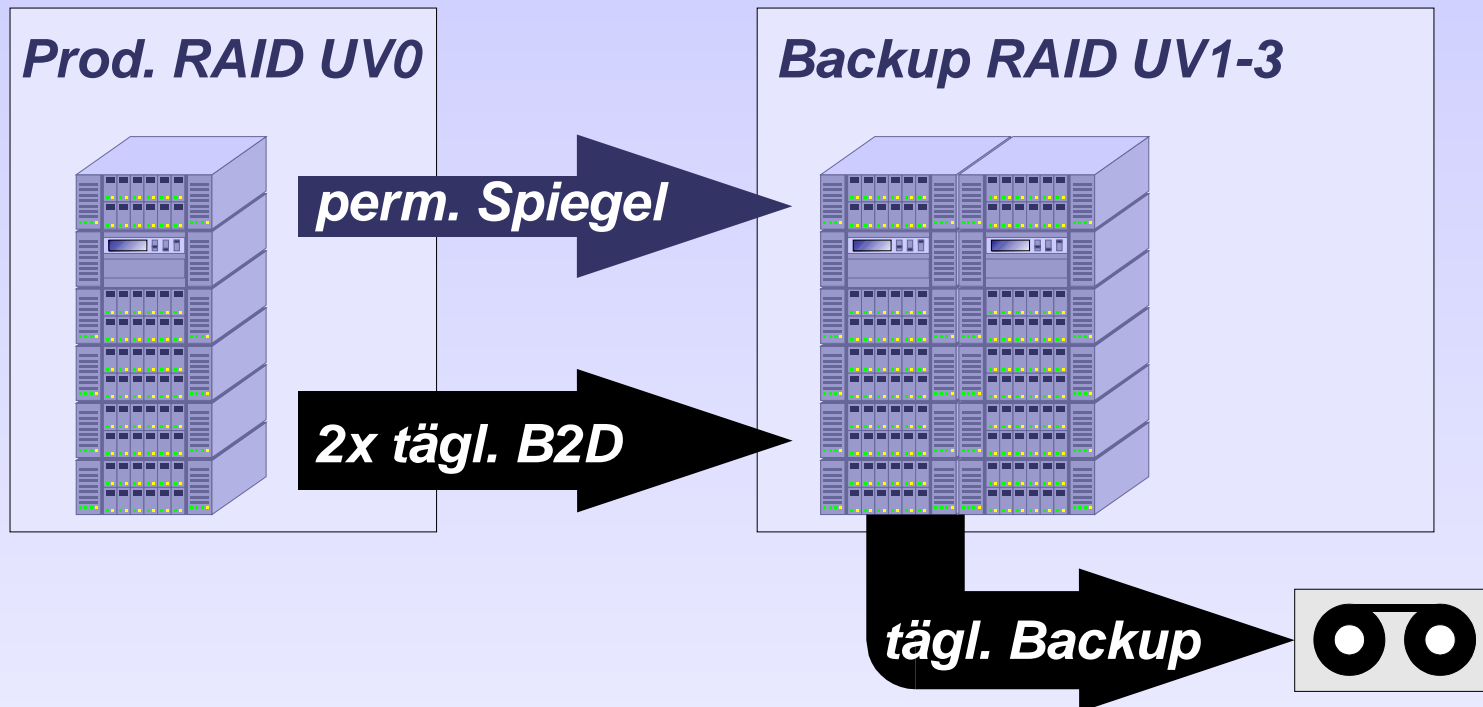 Prod. RAID UV0
Backup RAID UV1-3
perm. Spiegel
2x tägl. B2D
tägl. Backup